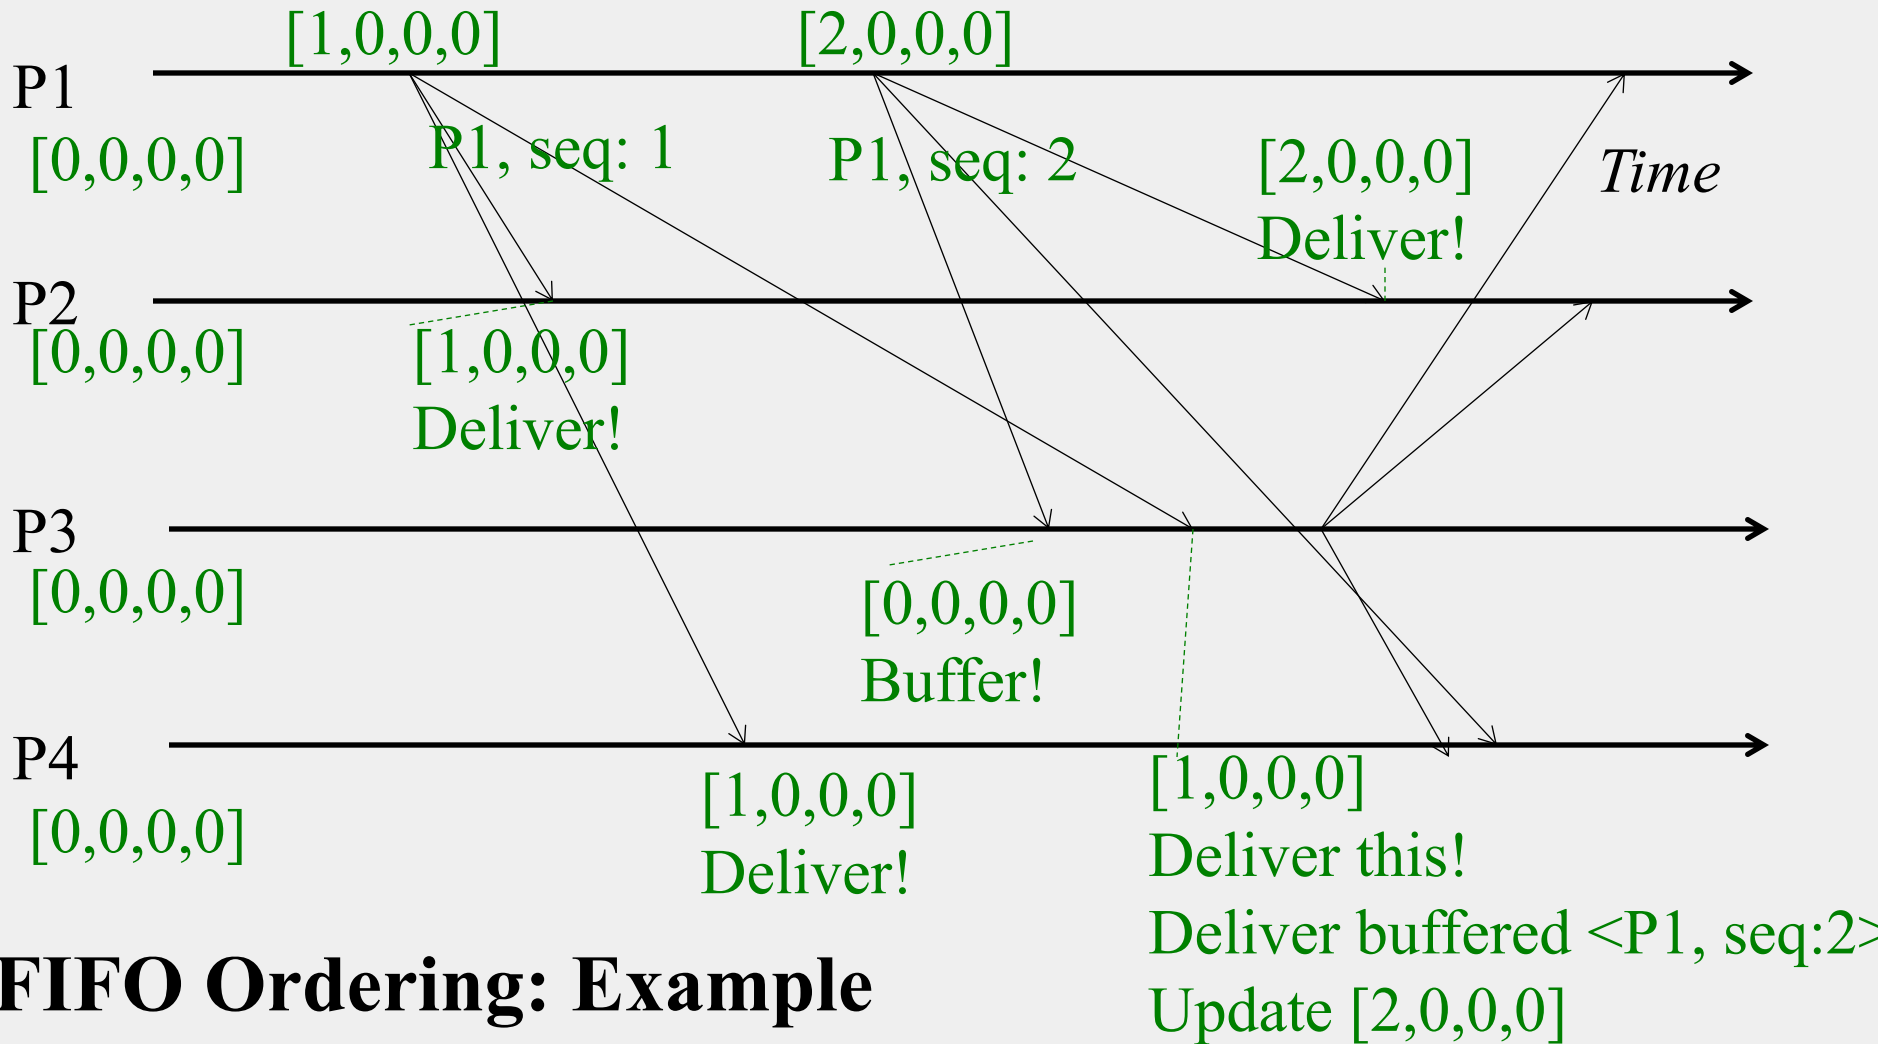 [1,0,0,0]
[2,0,0,0]
P1
P1, seq: 1
P1, seq: 2
[0,0,0,0]
[2,0,0,0]
Time
Deliver!
P2
[0,0,0,0]
[1,0,0,0]
Deliver!
P3
[0,0,0,0]
[0,0,0,0]
Buffer!
P4
[0,0,0,0]
[1,0,0,0]
Deliver!
[1,0,0,0]
Deliver this!
Deliver buffered <P1, seq:2>
Update [2,0,0,0]
FIFO Ordering: Example